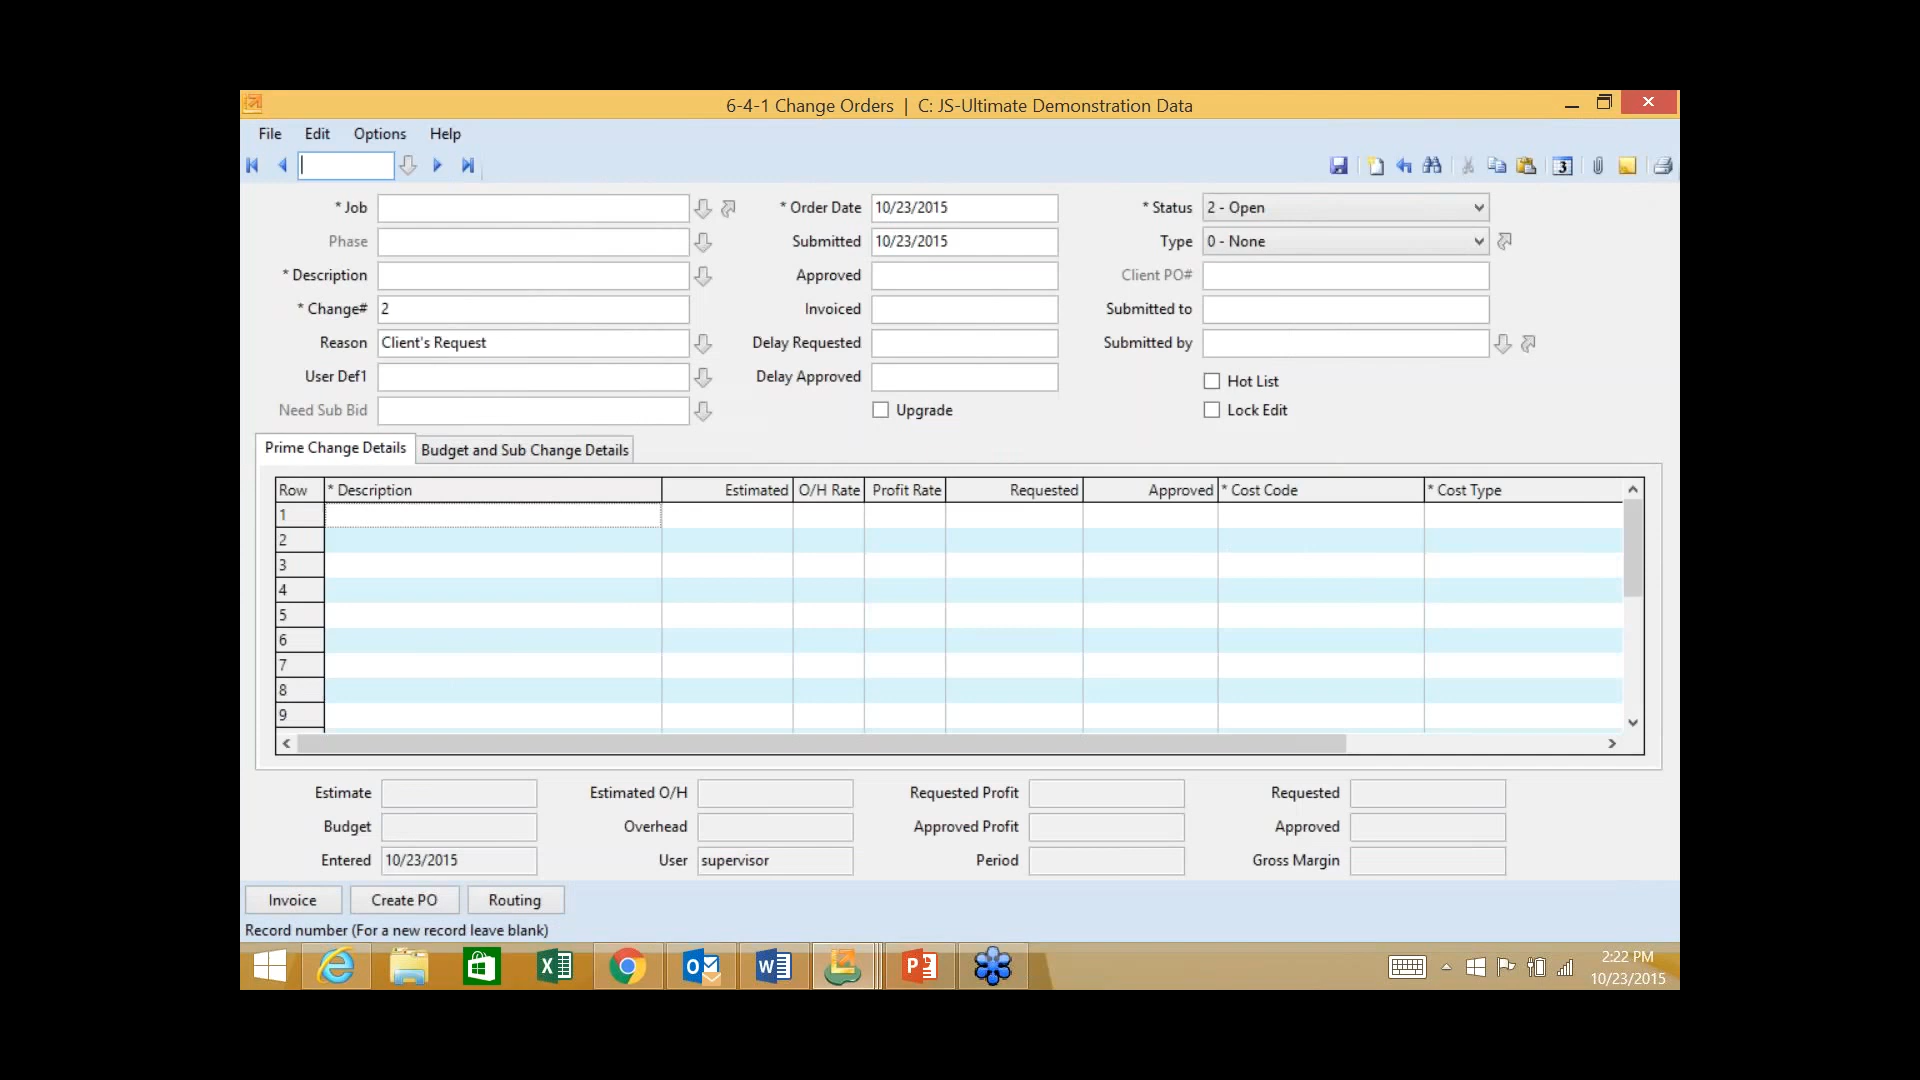 6-4-1 Change Orders | C: JS-Ultimate Demonstration Data
File Edit Options Help
3
* Job * Order Date 10/23/2015 * Status 2 - Open
Phase Submitted 10/23/2015 Type 0 - None
* Description Approved Client PO#
* Change# 2 Invoiced Submitted to
Reason Client's Request Delay Requested Submitted by
User Def1 Delay Approved Hot List
Need Sub Bid Upgrade Lock Edit
Prime Change Details Budget and Sub Change Details
Row * Description Estimated O/H Rate Profit Rate Requested Approved * Cost Code * Cost Type
1
2
3
4
5
6
7
8
9
Estimate Estimated O/H Requested Profit Requested
Budget Overhead Approved Profit Approved
Entered 10/23/2015 User supervisor Period Gross Margin
Invoice Create PO Routing
Record number (For a new record leave blank)
2:22 PM
10/23/2015